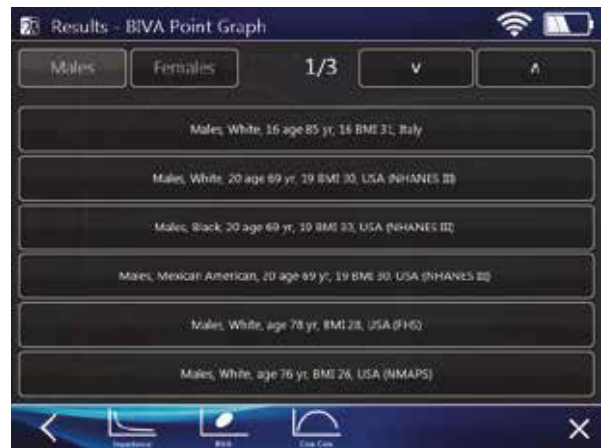 Results - BIVA Point Graph
Males Females 1/3 v ʌ
Males, White, 16 age 85 yr, 16 BMI 31, Italy
Males, White, 20 age 69 yr, 19 BMI 30, USA (NHANES III)
Males, Black, 20 age 69 yr, 19 BMI 33, USA (NHANES III)
Males, Mexican American, 20 age 69 yr, 19 BMI 30, USA (NHANES III)
Males, White, age 78 yr, BMI 28, USA (FHS)
Males, White, age 76 yr, BMI 26, USA (NMAPS)
Impedance BIVA Cole Cole